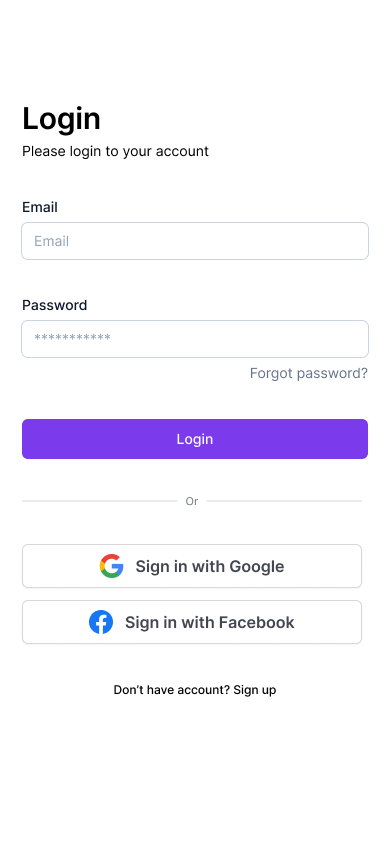 Login
Please login to your account
Email
Email
Password
***********
Forgot password?
Login
Or
Sign in with Google
Sign in with Facebook
Don’t have account? Sign up